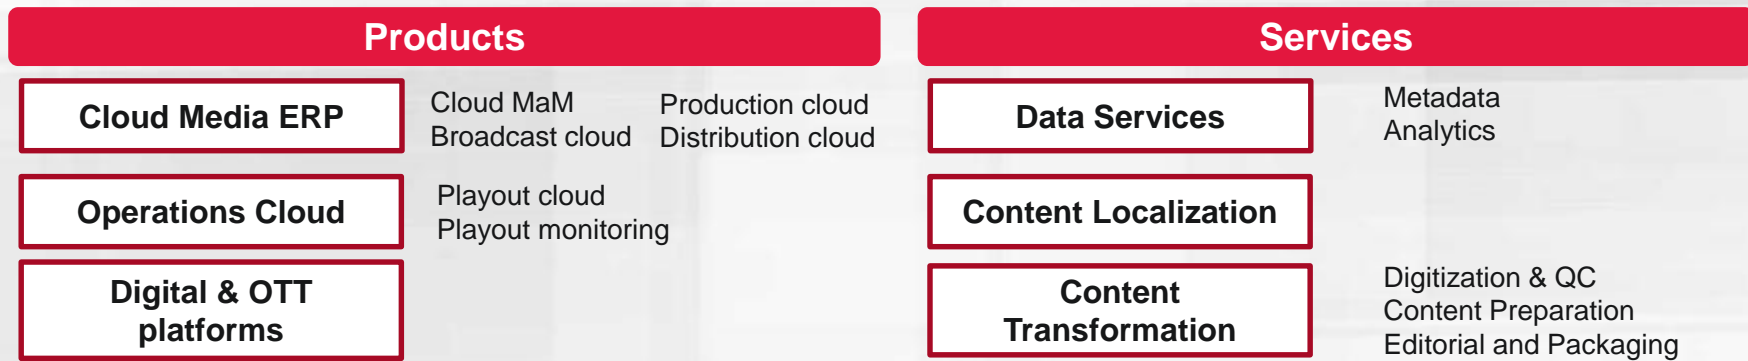 Products
Cloud Media ERP
Cloud MaM
Broadcast cloud
Production cloud
Distribution cloud
Operations Cloud
Playout cloud
Playout monitoring
Digital & OTT
platforms
Services
Data Services
Metadata
Analytics
Content Localization
Content
Transformation
Digitization & QC
Content Preparation
Editorial and Packaging